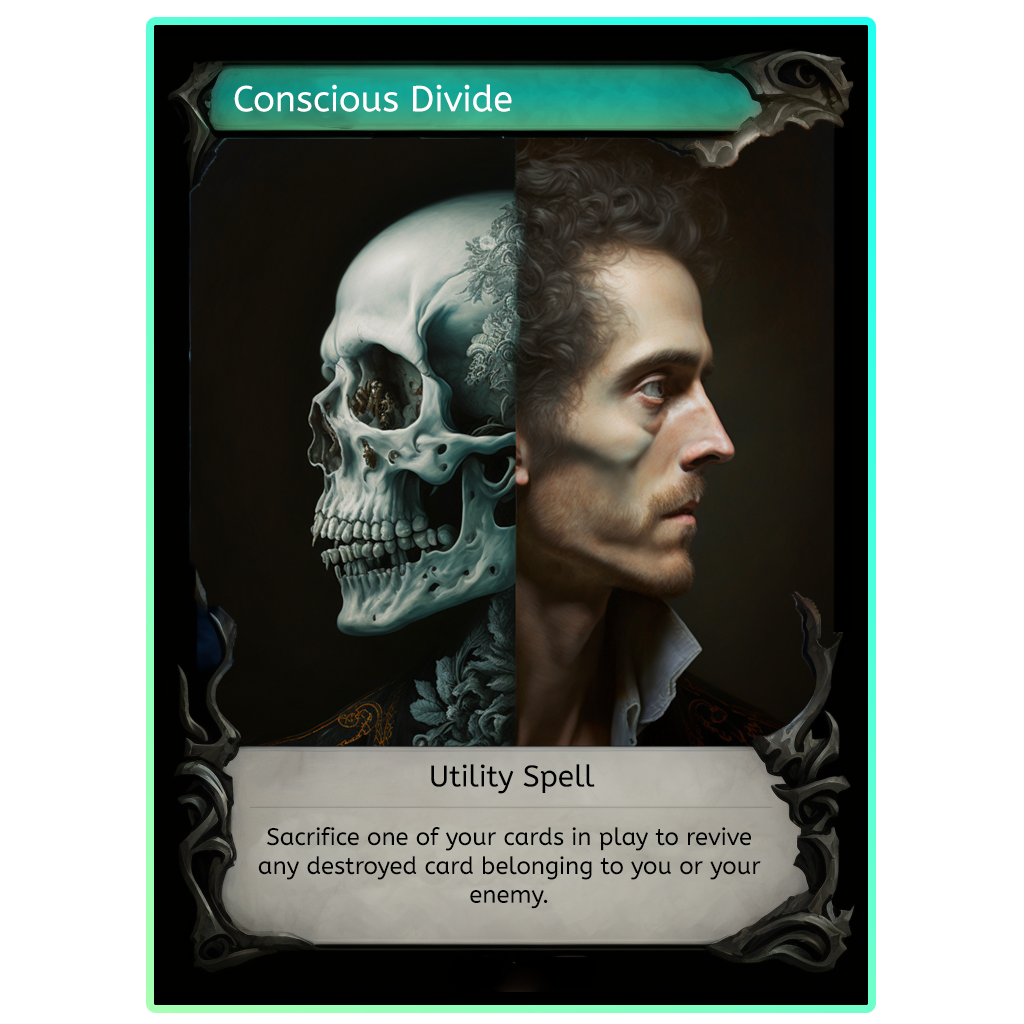 Conscious Divide
Utility Spell
Sacrifice one of your cards in play to revive
any destroyed card belonging to you or your
enemy.